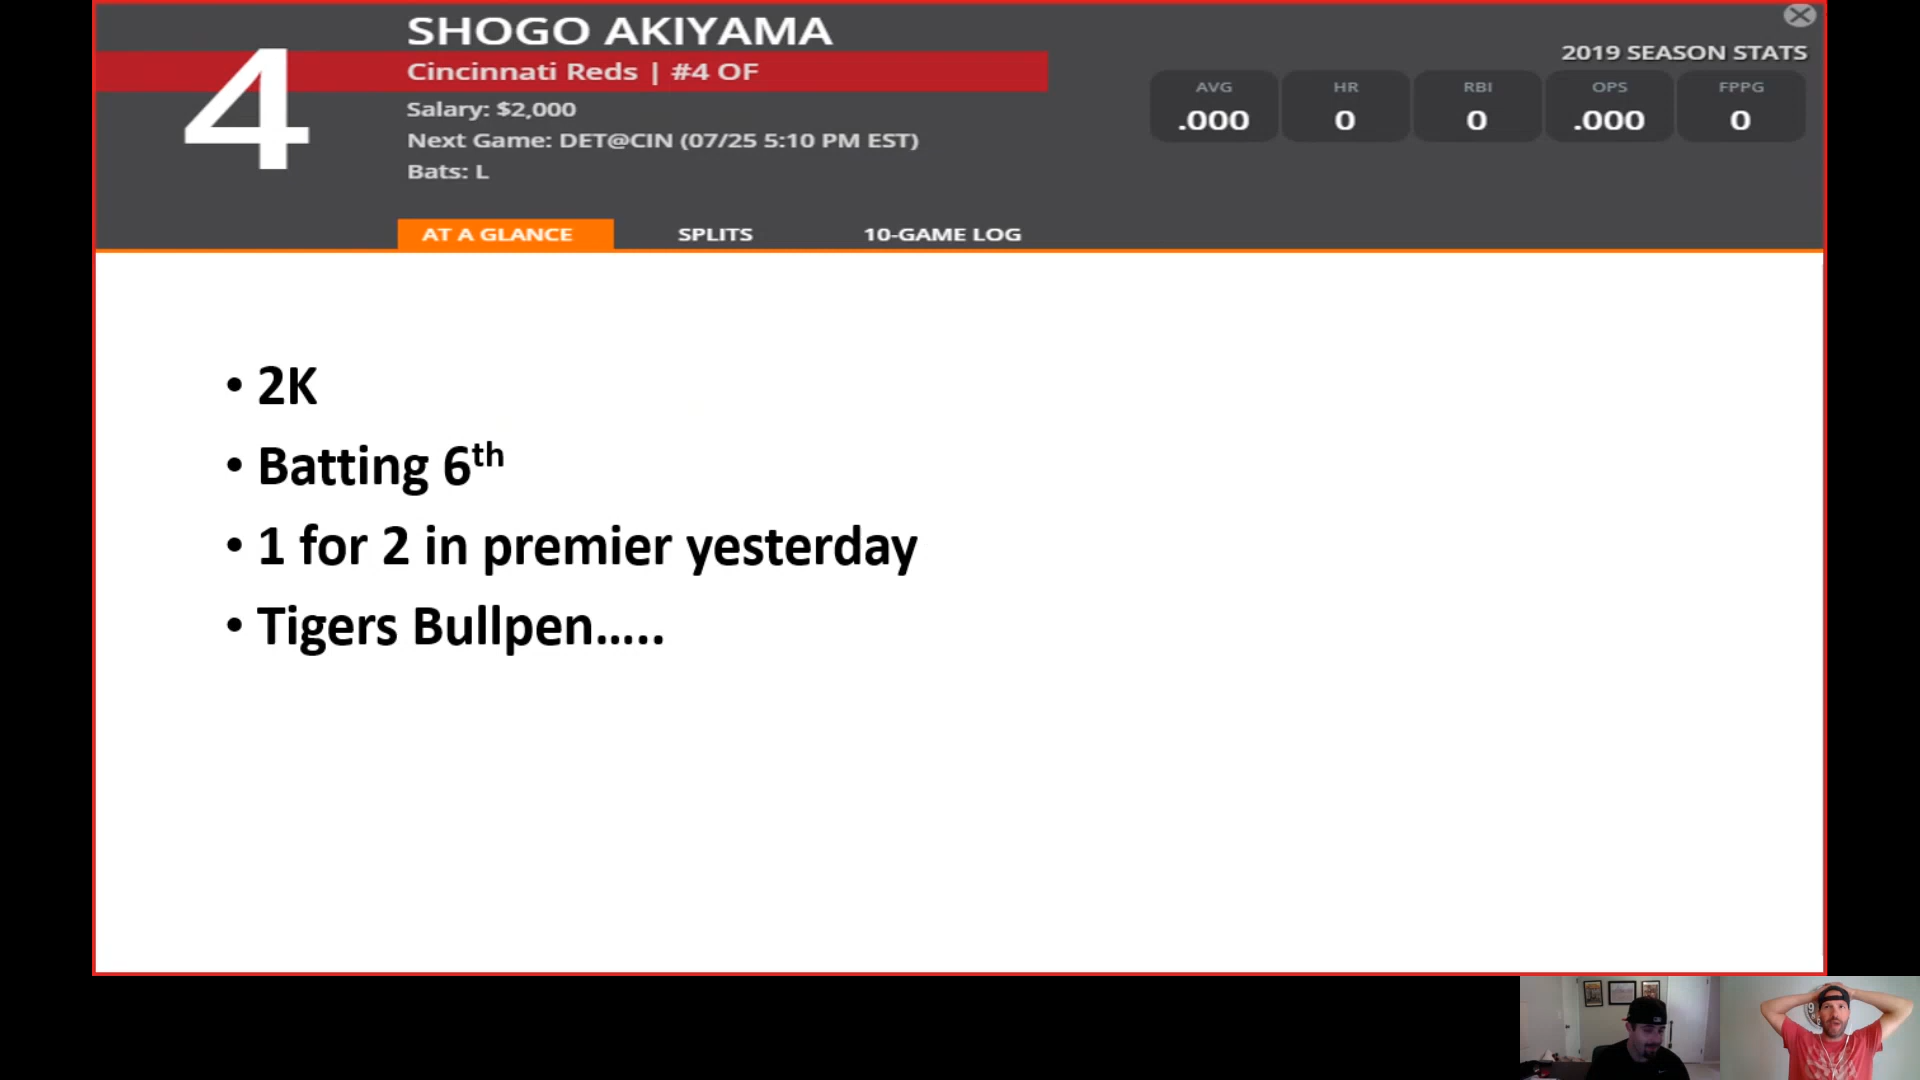 SHOGO AKIYAMA
4
Cincinnati Reds | #4 OF
Salary: $2,000
Next Game: DET@CIN (07/25 5:10 PM EST)
Bats: L
2019 SEASON STATS
AVG HR RBI OPS FPPG
.000 0 0 .000 0
AT A GLANCE SPLITS 10-GAME LOG
• 2K
• Batting 6th
• 1 for 2 in premier yesterday
• Tigers Bullpen.....